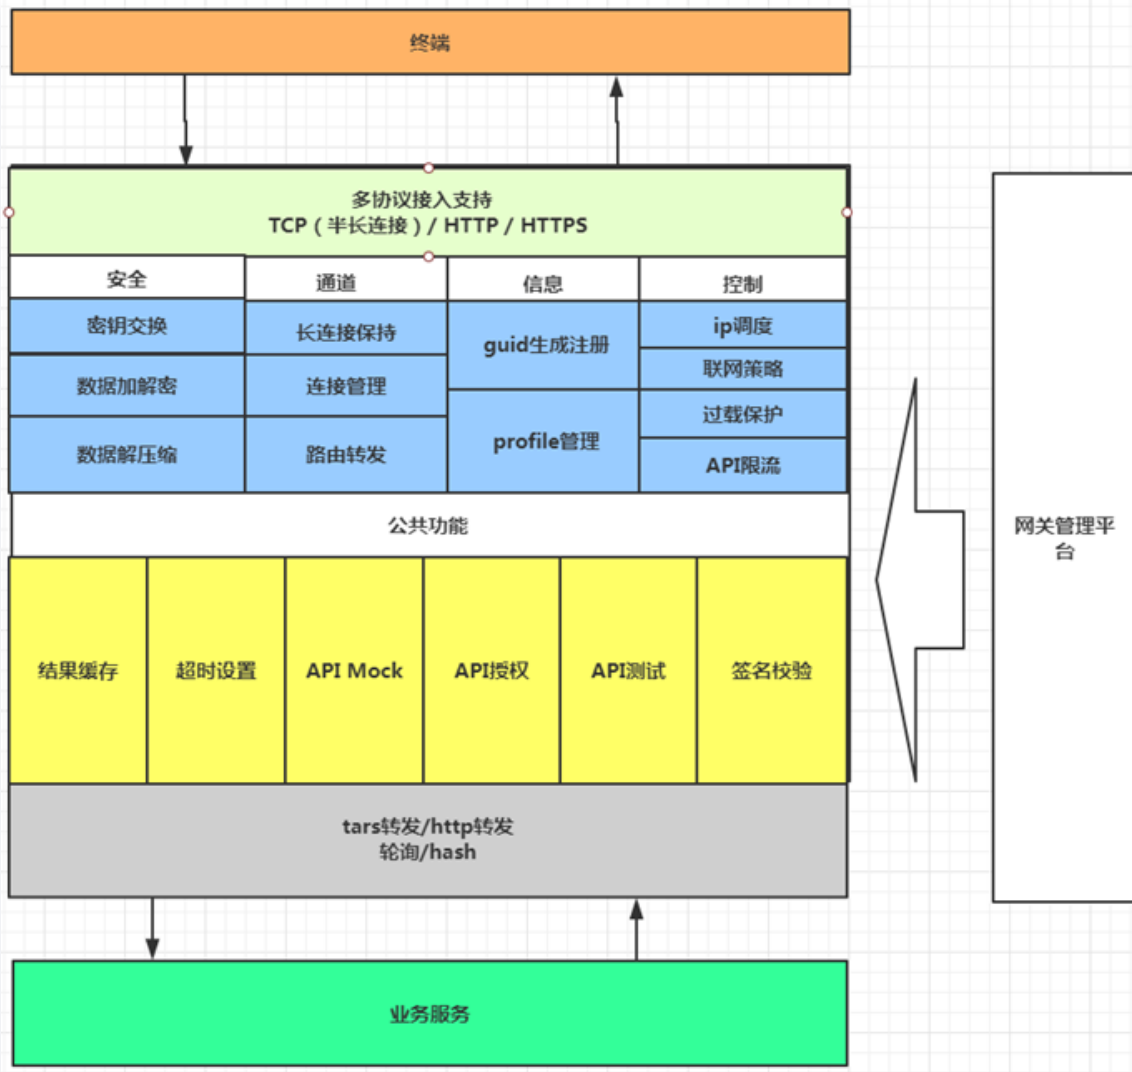 终端
多协议接入支持
TCP（半长连接）/ HTTP / HTTPS
安全
通道
信息
控制
密钥交换
数据加解密
数据解压缩
长连接保持
连接管理
路由转发
guid生成注册
profile管理
ip调度
联网策略
过载保护
API限流
公共功能
结果缓存
超时设置
API Mock
API授权
API测试
签名校验
tars转发/http转发
轮询/hash
业务服务
网关管理平
台